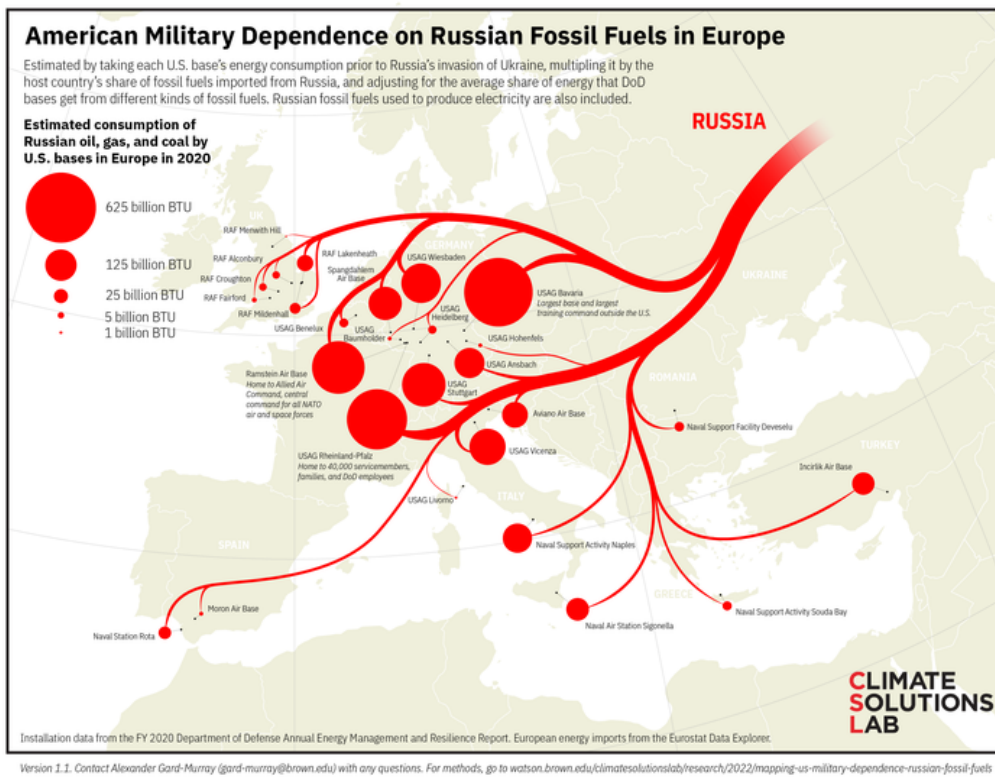 American Military Dependence on Russian Fossil Fuels in Europe
Estimated by taking each U.S. base's energy consumption prior to Russia's invasion of Ukraine, multipling it by the
host country's share of fossil fuels imported from Russia, and adjusting for the average share of energy that DoD
bases get from different kinds of fossil fuels. Russian fossil fuels used to produce electricity are also included.
Estimated consumption of
Russian oil, gas, and coal by
U.S. bases in Europe in 2020
625 billion BTU
125 billion BTU
25 billion BTU
5 billion BTU
1 billion BTU
RUSSIA
UK
RAF Menwith Hill
RAF Alconbury
RAF Croughton
RAF Fairford
RAF Mildenhall
RAF Lakenheath
GERMANY
Spangdahlem
Air Base
USAG Wiesbaden
USAG Benelux
USAG
Baumholder
USAG
Heidelberg
USAG Bavaria
Largest base and largest
training command outside the U.S.
UKRAINE
USAG Hohenfels
USAG Ansbach
Ramstein Air Base
Home to Allied Air
Command, central
command for all NATO
air and space forces
USAG
Stuttgart
ROMANIA
Aviano Air Base
Naval Support Facility Deveselu
USAG Rheinland-Pfalz
Home to 40,000 servicemembers,
families, and DoD employees
USAG Vicenza
TURKEY
Incirlik Air Base
USAG Livorno
ITALY
SPAIN
Naval Support Activity Naples
GREECE
Moron Air Base
Naval Station Rota
Naval Air Station Sigonella
Naval Support Activity Souda Bay
CLIMATE
SOLUTIONS
LAB
Installation data from the FY 2020 Department of Defense Annual Energy Management and Resilience Report. European energy imports from the Eurostat Data Explorer.
Version 1.1. Contact Alexander Gard-Murray (gard-murray@brown.edu) with any questions. For methods, go to watson.brown.edu/climatesolutionslab/research/2022/mapping-us-military-dependence-russian-fossil-fuels